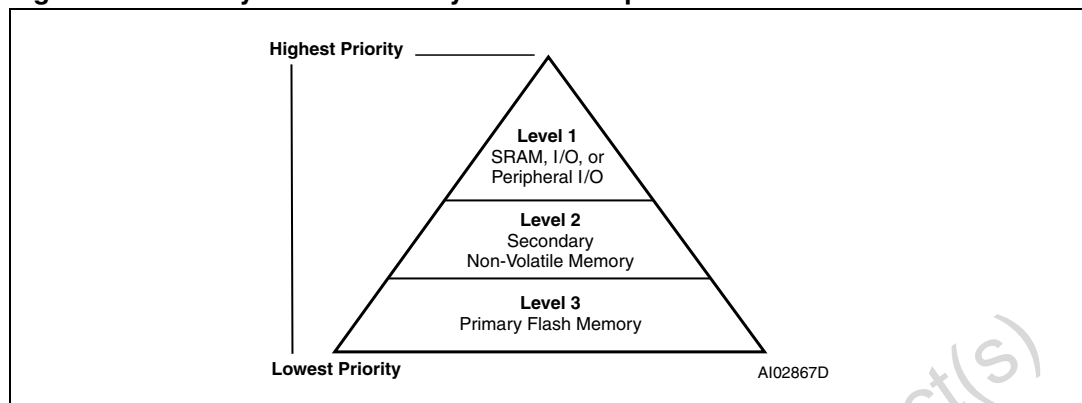 Highest Priority
Level 1
SRAM, I/O, or
Peripheral I/O
Level 2
Secondary
Non-Volatile Memory
Level 3
Primary Flash Memory
Lowest Priority
AI02867D